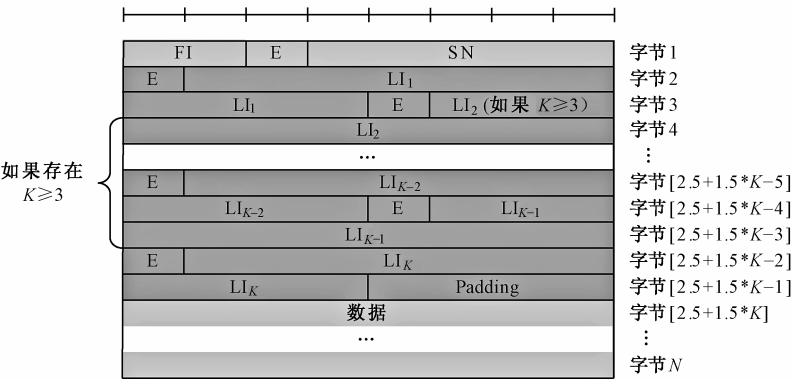 FI E SN 字节1
E LI1 字节2
LI1 E LI2 (如果 K≥3) 字节3
LI2 字节4
... ⋮
如果存在
K≥3
E LIK−2 字节[2.5+1.5*K−5]
LIK−2 E LIK−1 字节[2.5+1.5*K−4]
LIK−1 字节[2.5+1.5*K−3]
E LIK 字节[2.5+1.5*K−2]
LIK Padding 字节[2.5+1.5*K−1]
数据 字节[2.5+1.5*K]
... ⋮
字节N